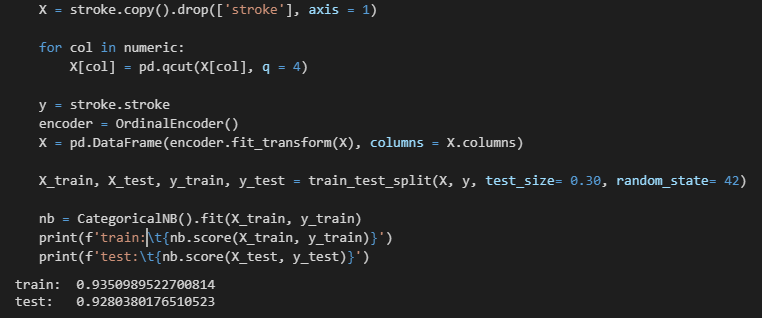 X = stroke.copy().drop(['stroke'], axis = 1)
for col in numeric:
    X[col] = pd.qcut(X[col], q = 4)
y = stroke.stroke
encoder = OrdinalEncoder()
X = pd.DataFrame(encoder.fit_transform(X), columns = X.columns)
X_train, X_test, y_train, y_test = train_test_split(X, y, test_size= 0.30, random_state= 42)
nb = CategoricalNB().fit(X_train, y_train)
print(f'train:\t{nb.score(X_train, y_train)}')
print(f'test:\t{nb.score(X_test, y_test)}')
train:  0.9350989522700814
test:   0.9280380176510523